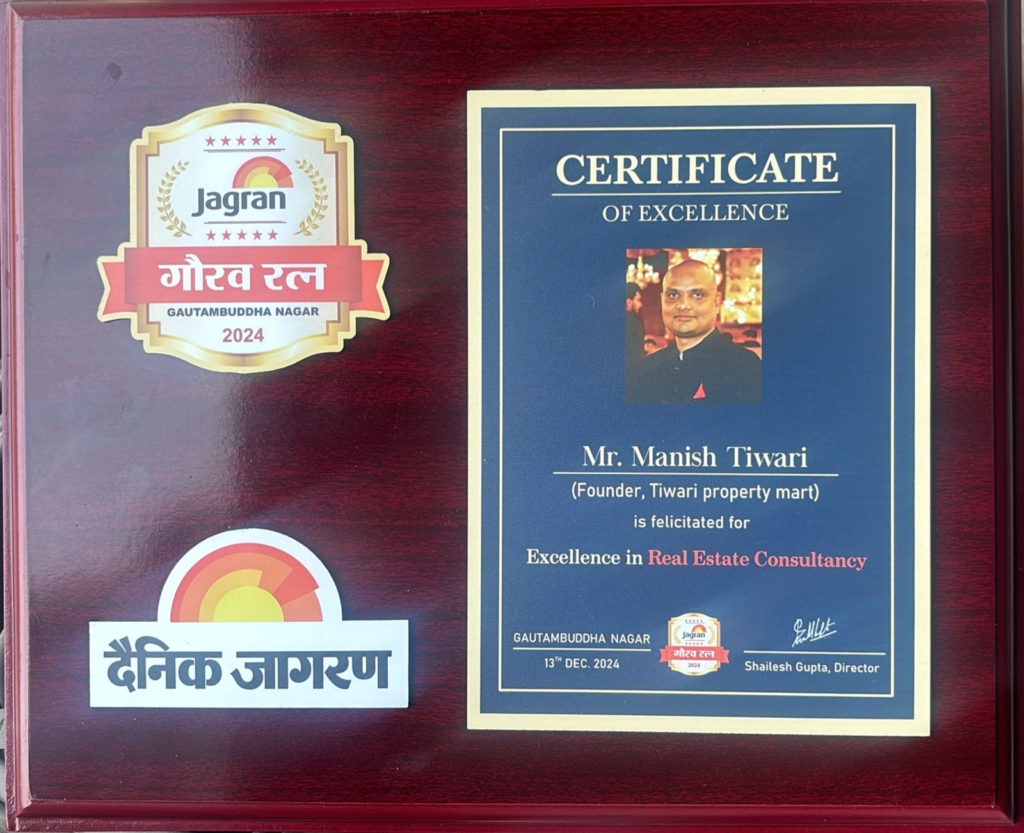 Jagran
गौरव रत्न
GAUTAMBUDDHA NAGAR
2024
दैनिक जागरण
CERTIFICATE
OF EXCELLENCE
Mr. Manish Tiwari
(Founder, Tiwari property mart)
is felicitated for
Excellence in Real Estate Consultancy
GAUTAMBUDDHA NAGAR
13TH DEC. 2024
Jagran
गौरव रत्न
2024
Shailesh Gupta, Director